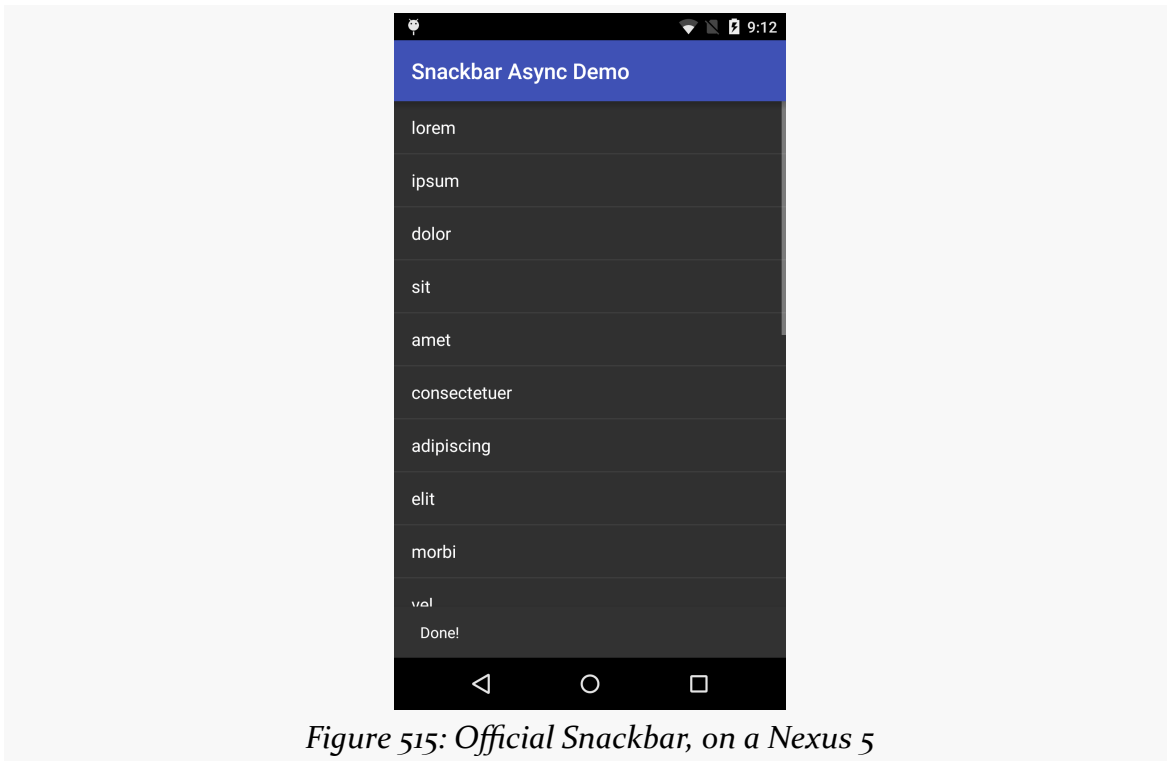 9:12
Snackbar Async Demo
lorem
ipsum
dolor
sit
amet
consectetuer
adipiscing
elit
morbi
vel
Done!
Figure 515: Official Snackbar, on a Nexus 5